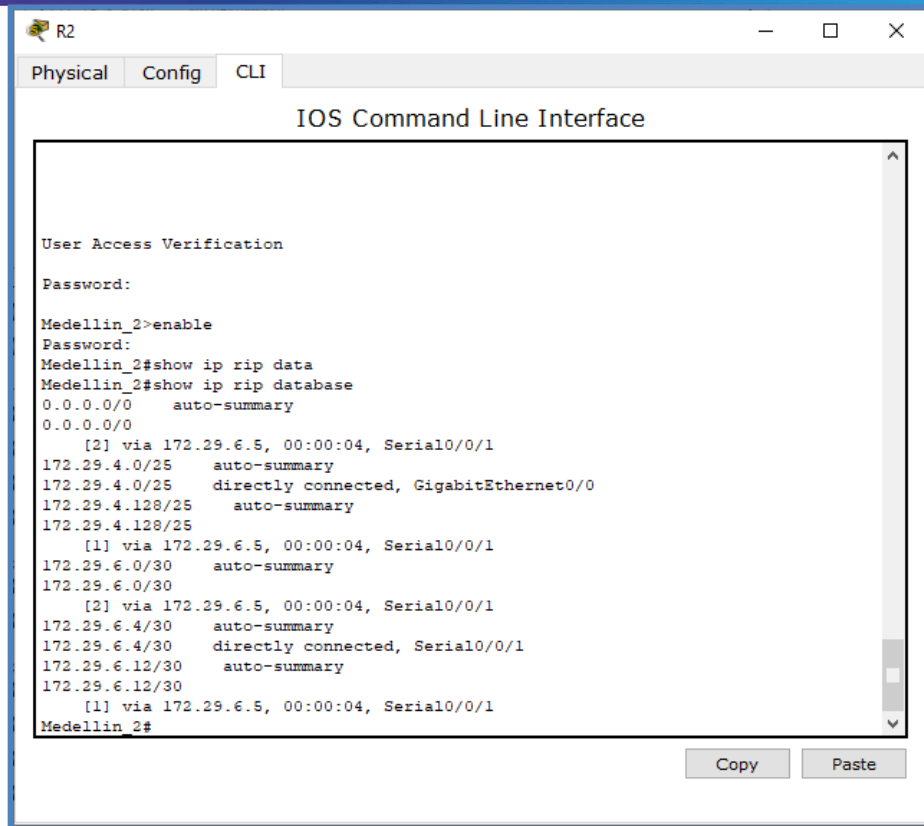 R2
Physical Config CLI
IOS Command Line Interface
User Access Verification
Password:
Medellin_2>enable
Password:
Medellin_2#show ip rip data
Medellin_2#show ip rip database
0.0.0.0/0 auto-summary
0.0.0.0/0
[2] via 172.29.6.5, 00:00:04, Serial0/0/1
172.29.4.0/25 auto-summary
172.29.4.0/25 directly connected, GigabitEthernet0/0
172.29.4.128/25 auto-summary
172.29.4.128/25
[1] via 172.29.6.5, 00:00:04, Serial0/0/1
172.29.6.0/30 auto-summary
172.29.6.0/30
[2] via 172.29.6.5, 00:00:04, Serial0/0/1
172.29.6.4/30 auto-summary
172.29.6.4/30 directly connected, Serial0/0/1
172.29.6.12/30 auto-summary
172.29.6.12/30
[1] via 172.29.6.5, 00:00:04, Serial0/0/1
Medellin_2#
Copy Paste